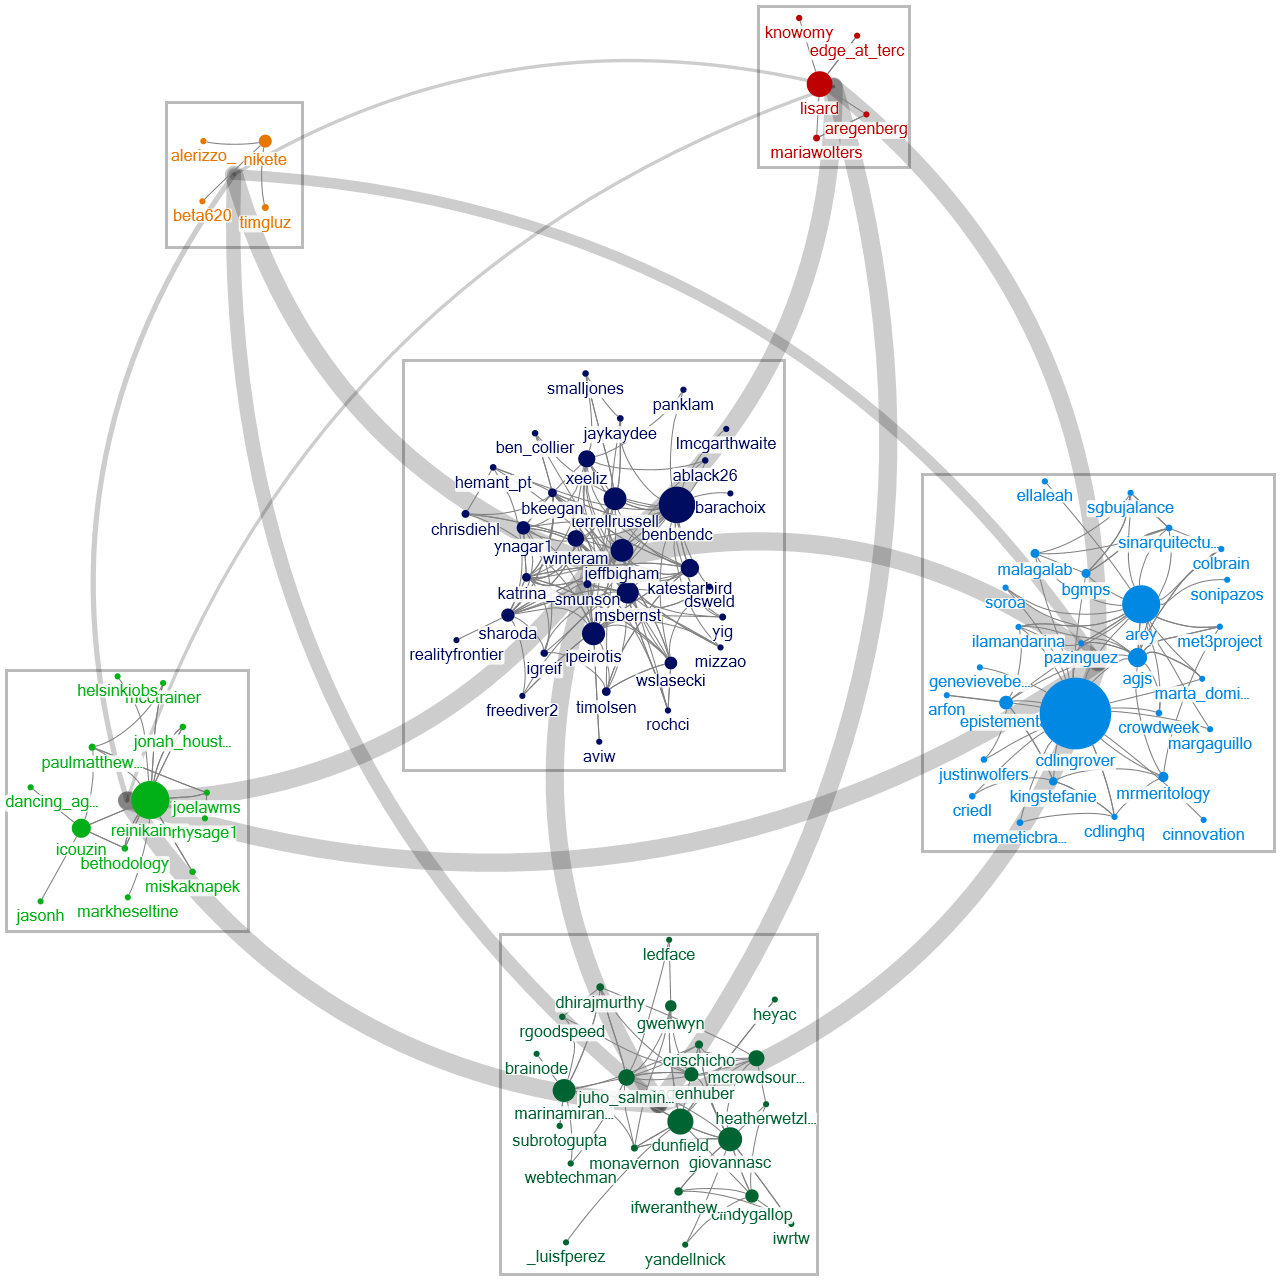 knowomy
edge_at_terc
lisard
aregenberg
mariawolters
alerizzo_
nikete
beta620
timgluz
smalljones
panklam
jaykaydee
lmcgarthwaite
ben_collier
xeeliz
ablack26
hemant_pt
bkeegan
barachoix
chrisdiehl
terrellrussell
benbendc
ynagar1
winteram
jeffbigham
katrina_
_smunson
katestarbird
dsweld
msbernst
sharoda
yig
realityfrontier
igreif
ipeirotis
mizzao
wslasecki
freediver2
timolsen
rochci
aviw
ellaleah
sgbujalance
sinarquitectu...
colbrain
malagalab
bgmps
sonipazos
soroa
arey
met3project
ilamandarina
pazinguez
genevievebe...
agjs
marta_domi...
arfon
epistement
crowdweek
margaguillo
cdlingrover
justinwolfers
kingstefanie
mrmeritology
criedl
memeticbra...
cdlinghq
cinnovation
helsinkiobs
mcctrainer
jonah_houst...
paulmatthew...
dancing_ag...
joelawms
reinikain
rhysage1
icouzin
bethodology
miskaknapek
jasonh
markheseltine
ledface
dhirajmurthy
gwenwyn
heyac
rgoodspeed
crischicho
brainode
mcrowdsour...
juho_salmin...
genhuber
marinamiran...
heatherwetzl...
subrotogupta
dunfield
monavernon
giovannasc
webtechman
ifweranthew...
cindygallop
iwrtw
_luisfperez
yandellnick